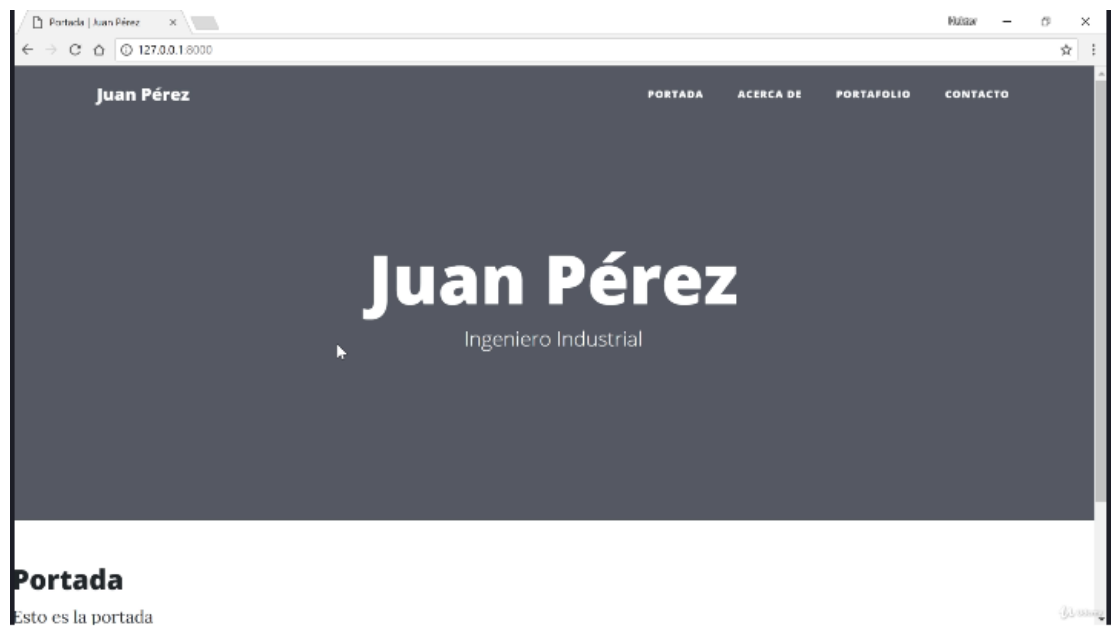 Portada | Juan Pérez
127.0.0.1:8000
Juan Pérez
PORTADA ACERCA DE PORTAFOLIO CONTACTO
Juan Pérez
Ingeniero Industrial
Portada
Esto es la portada